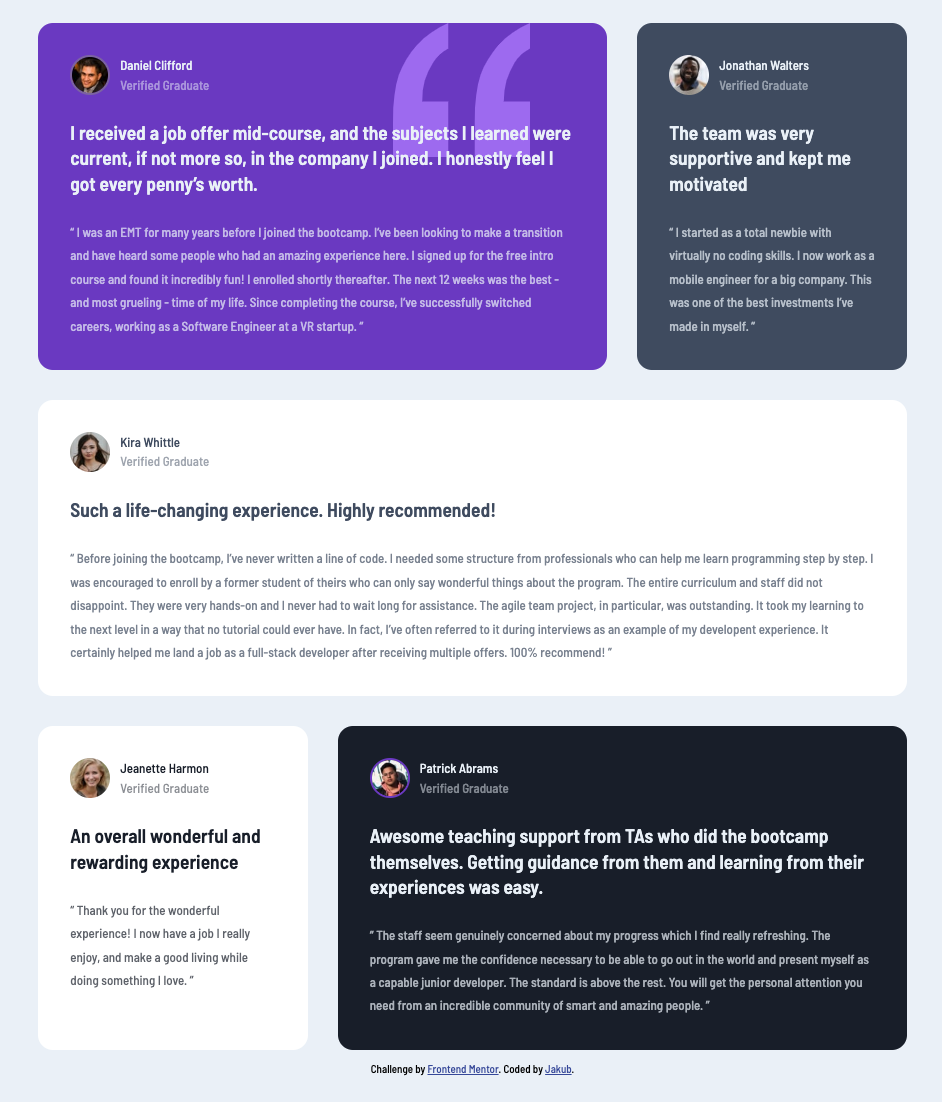 Daniel Clifford
Verified Graduate
I received a job offer mid-course, and the subjects I learned were
current, if not more so, in the company I joined. I honestly feel I
got every penny’s worth.
“ I was an EMT for many years before I joined the bootcamp. I’ve been looking to make a transition
and have heard some people who had an amazing experience here. I signed up for the free intro
course and found it incredibly fun! I enrolled shortly thereafter. The next 12 weeks was the best -
and most grueling - time of my life. Since completing the course, I’ve successfully switched
careers, working as a Software Engineer at a VR startup. ”
Jonathan Walters
Verified Graduate
The team was very
supportive and kept me
motivated
“ I started as a total newbie with
virtually no coding skills. I now work as a
mobile engineer for a big company. This
was one of the best investments I’ve
made in myself. ”
Kira Whittle
Verified Graduate
Such a life-changing experience. Highly recommended!
“ Before joining the bootcamp, I’ve never written a line of code. I needed some structure from professionals who can help me learn programming step by step. I
was encouraged to enroll by a former student of theirs who can only say wonderful things about the program. The entire curriculum and staff did not
disappoint. They were very hands-on and I never had to wait long for assistance. The agile team project, in particular, was outstanding. It took my learning to
the next level in a way that no tutorial could ever have. In fact, I’ve often referred to it during interviews as an example of my developent experience. It
certainly helped me land a job as a full-stack developer after receiving multiple offers. 100% recommend! ”
Jeanette Harmon
Verified Graduate
An overall wonderful and
rewarding experience
“ Thank you for the wonderful
experience! I now have a job I really
enjoy, and make a good living while
doing something I love. ”
Patrick Abrams
Verified Graduate
Awesome teaching support from TAs who did the bootcamp
themselves. Getting guidance from them and learning from their
experiences was easy.
“ The staff seem genuinely concerned about my progress which I find really refreshing. The
program gave me the confidence necessary to be able to go out in the world and present myself as
a capable junior developer. The standard is above the rest. You will get the personal attention you
need from an incredible community of smart and amazing people. ”
Challenge by Frontend Mentor. Coded by Jakub.